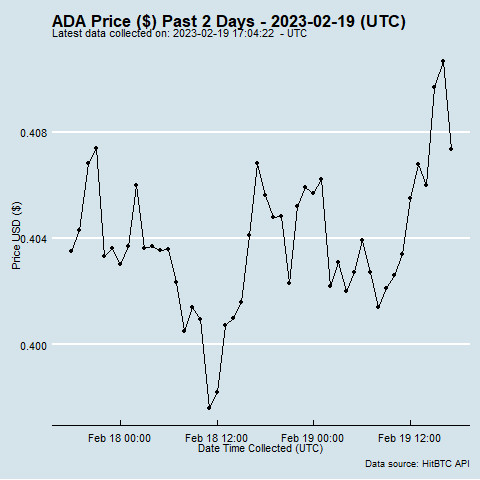 ADA Price ($) Past 2 Days - 2023-02-19 (UTC)
Latest data collected on: 2023-02-19 17:04:22  - UTC
0.408
0.404
0.400
Price USD ($)
Feb 18 00:00
Feb 18 12:00
Feb 19 00:00
Feb 19 12:00
Date Time Collected (UTC)
Data source: HitBTC API